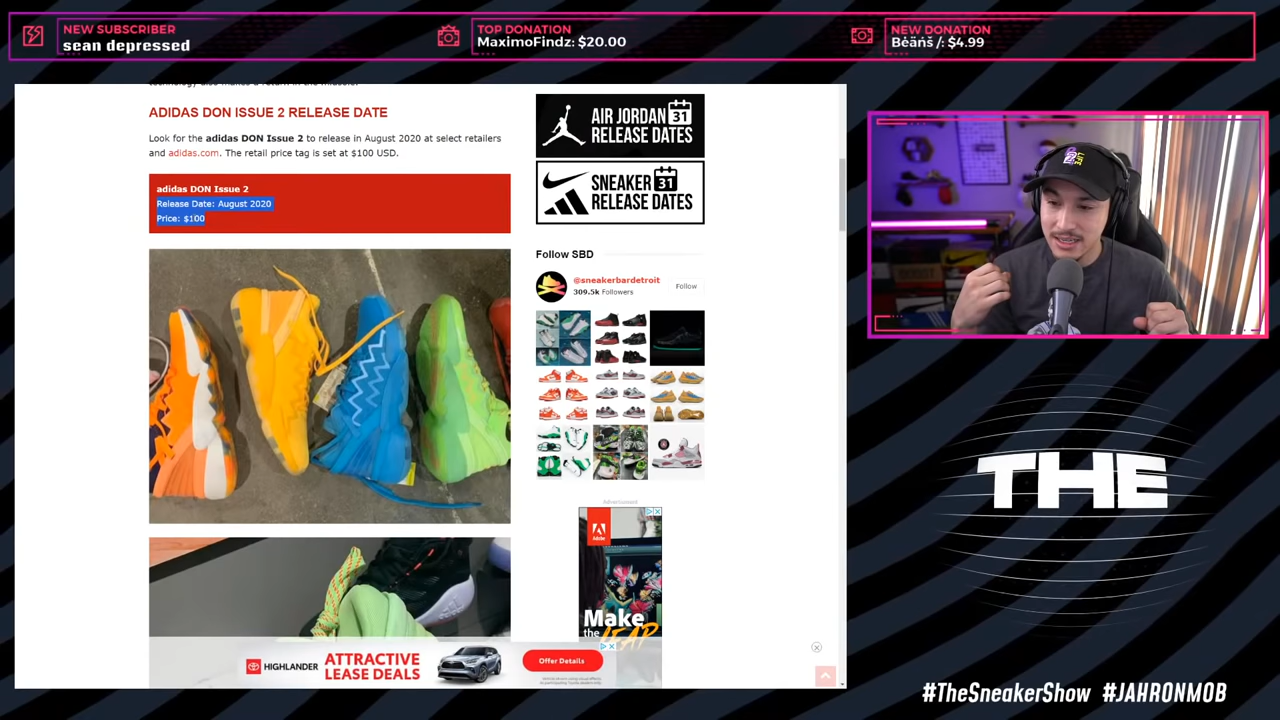 NEW SUBSCRIBER
sean depressed
TOP DONATION
MaximoFindz: $20.00
NEW DONATION
Bėäńš /: $4.99
ADIDAS DON ISSUE 2 RELEASE DATE
Look for the adidas DON Issue 2 to release in August 2020 at select retailers
and adidas.com. The retail price tag is set at $100 USD.
adidas DON Issue 2
Release Date: August 2020
Price: $100
AIR JORDAN
RELEASE DATES
31
SNEAKER
RELEASE DATES
31
Follow SBD
@sneakerbardetroit
309.5k Followers
Follow
Advertisement
Adobe
Make
the LEAP
HIGHLANDER
ATTRACTIVE
LEASE DEALS
Offer Details
THE
#TheSneakerShow #JAHRONMOB